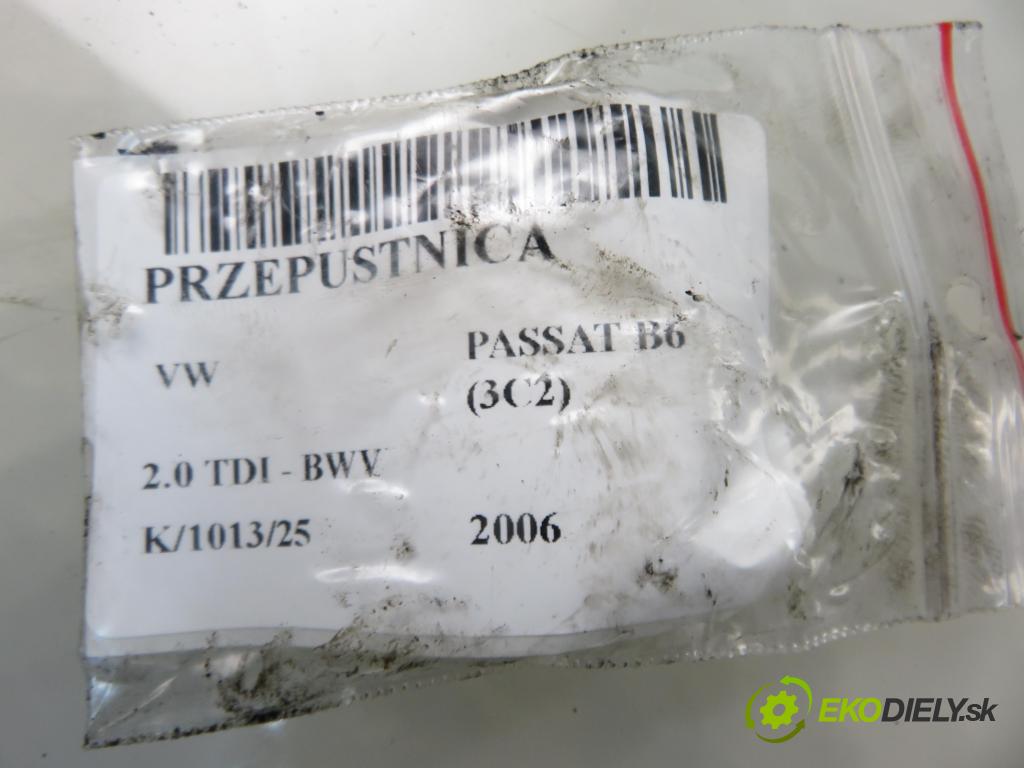 PRZEPUSTNICA
VW
PASSAT B6
(3C2)
2.0 TDI - BWV
K/1013/25
2006
EKODIELY.sk